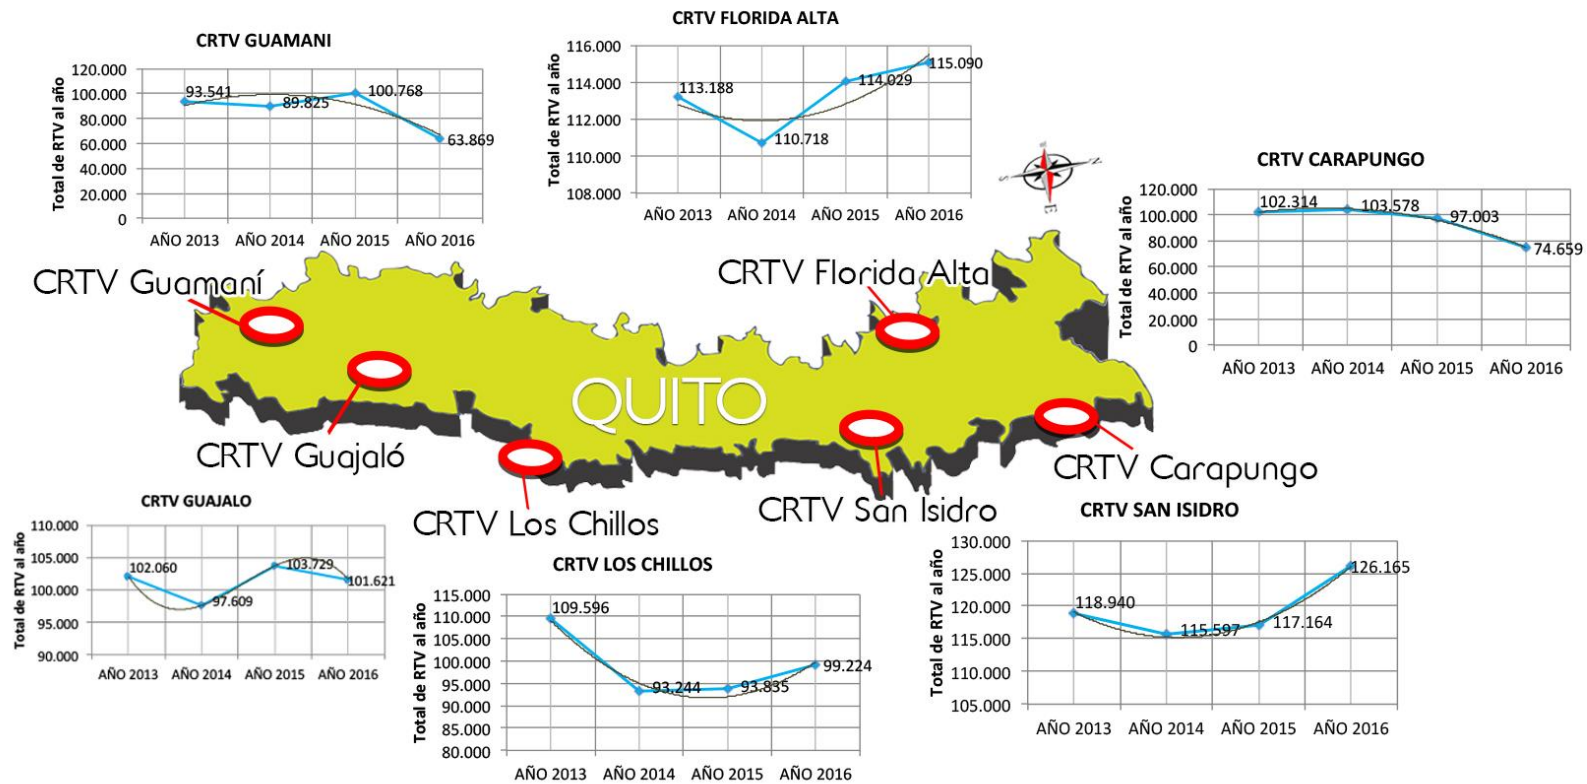 CRTV GUAMANI
Total de RTV al año
120.000
100.000
80.000
60.000
40.000
20.000
0
93.541
89.825
100.768
63.869
AÑO 2013 AÑO 2014 AÑO 2015 AÑO 2016
CRTV FLORIDA ALTA
Total de RTV al año
116.000
114.000
112.000
110.000
108.000
113.188
110.718
114.029
115.090
AÑO 2013 AÑO 2014 AÑO 2015 AÑO 2016
S N E
CRTV CARAPUNGO
Total de RTV al año
120.000
100.000
80.000
60.000
40.000
20.000
0
102.314
103.578
97.003
74.659
AÑO 2013 AÑO 2014 AÑO 2015 AÑO 2016
CRTV Guamaní
CRTV Florida Alta
QUITO
CRTV Guajaló
CRTV Los Chillos
CRTV San Isidro
CRTV Carapungo
CRTV GUAJALO
Total de RTV al año
110.000
105.000
100.000
95.000
90.000
102.060
97.609
103.729
101.621
AÑO 2013 AÑO 2014 AÑO 2015 AÑO 2016
CRTV LOS CHILLOS
Total de RTV al año
115.000
110.000
105.000
100.000
95.000
90.000
85.000
80.000
109.596
93.244
93.835
99.224
AÑO 2013 AÑO 2014 AÑO 2015 AÑO 2016
CRTV SAN ISIDRO
Total de RTV al año
130.000
125.000
120.000
115.000
110.000
105.000
118.940
115.597
117.164
126.165
AÑO 2013 AÑO 2014 AÑO 2015 AÑO 2016